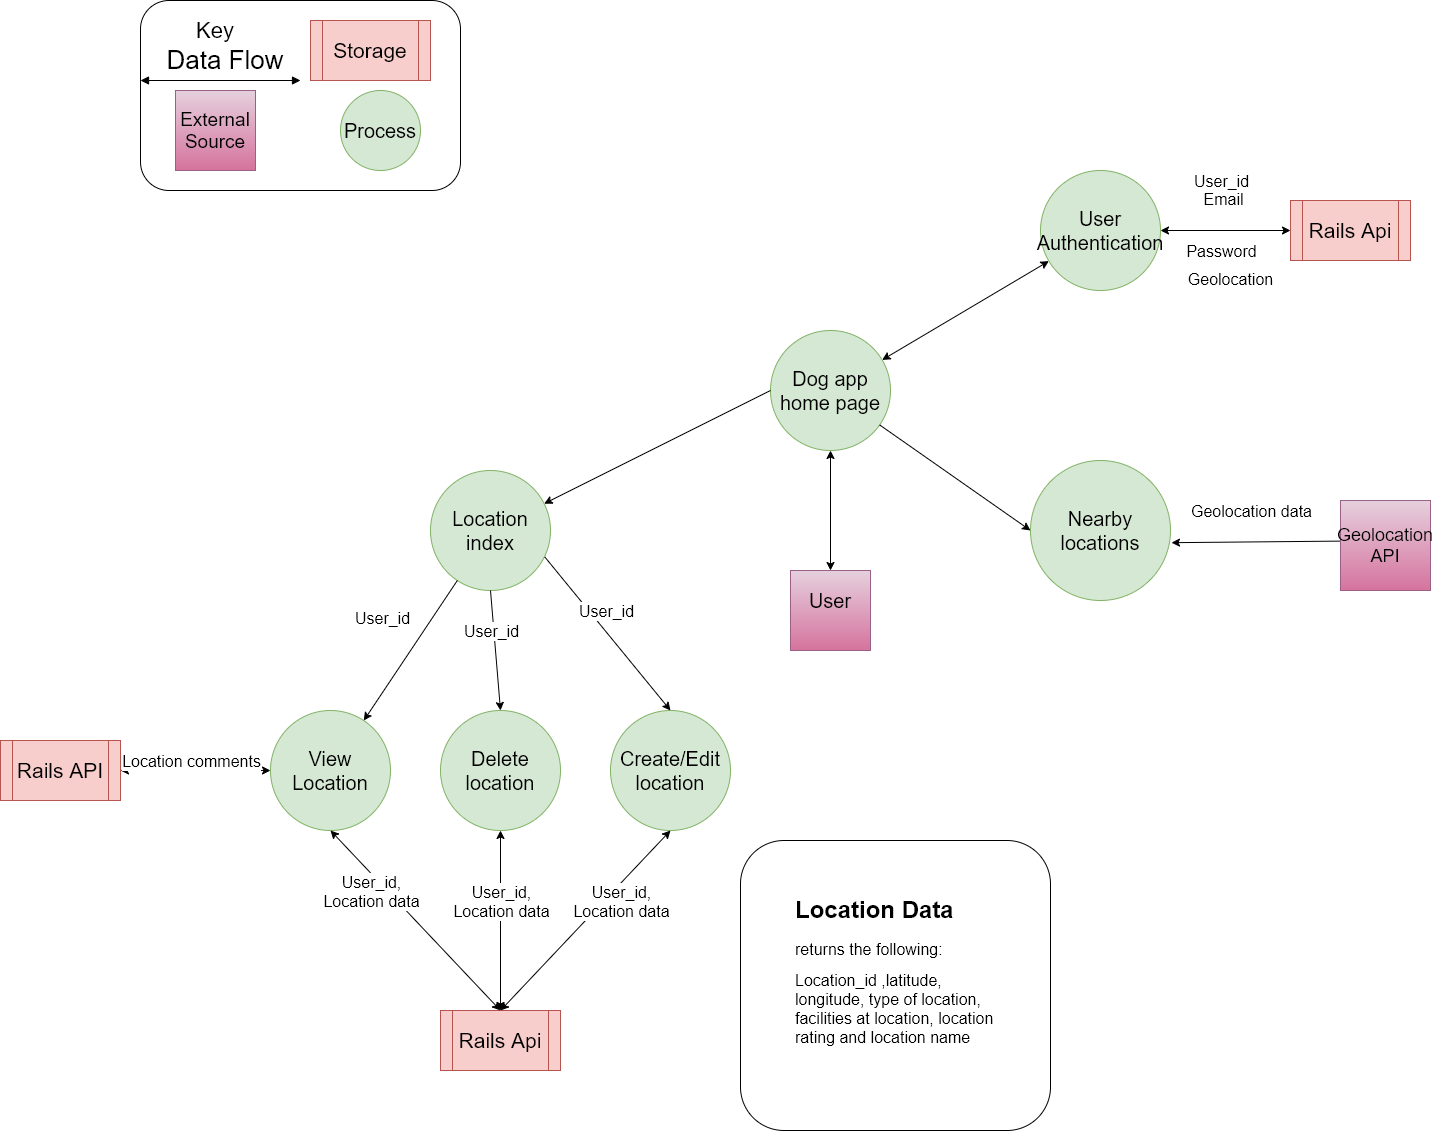 Key
Data Flow
Storage
External
Source
Process
User_id
Email
User
Authentication
Rails Api
Password
Geolocation
Dog app
home page
Location
index
Nearby
locations
Geolocation data
Geolocation
API
User
User_id
User_id
User_id
Rails API
Location comments
View
Location
Delete
location
Create/Edit
location
User_id,
Location data
User_id,
Location data
User_id,
Location data
Rails Api
Location Data
returns the following:
Location_id ,latitude,
longitude, type of location,
facilities at location, location
rating and location name